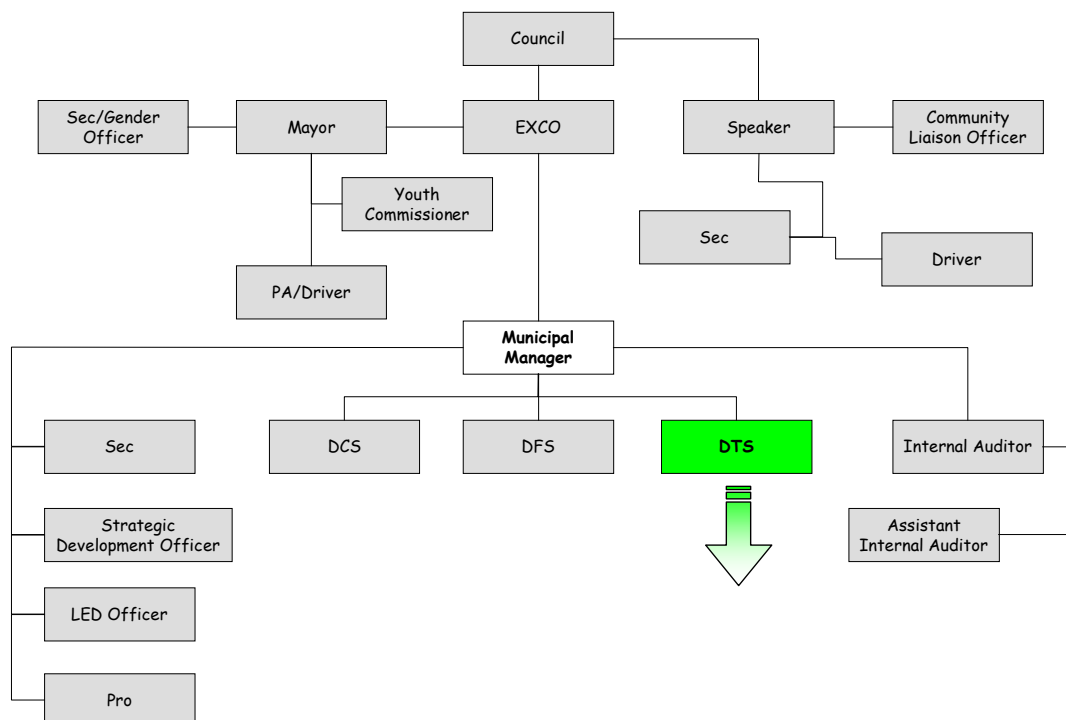 Council
Sec/Gender
Officer
Mayor
EXCO
Speaker
Community
Liaison Officer
Youth
Commissioner
Sec
Driver
PA/Driver
Municipal
Manager
Sec
DCS
DFS
DTS
Internal Auditor
Strategic
Development Officer
Assistant
Internal Auditor
LED Officer
Pro